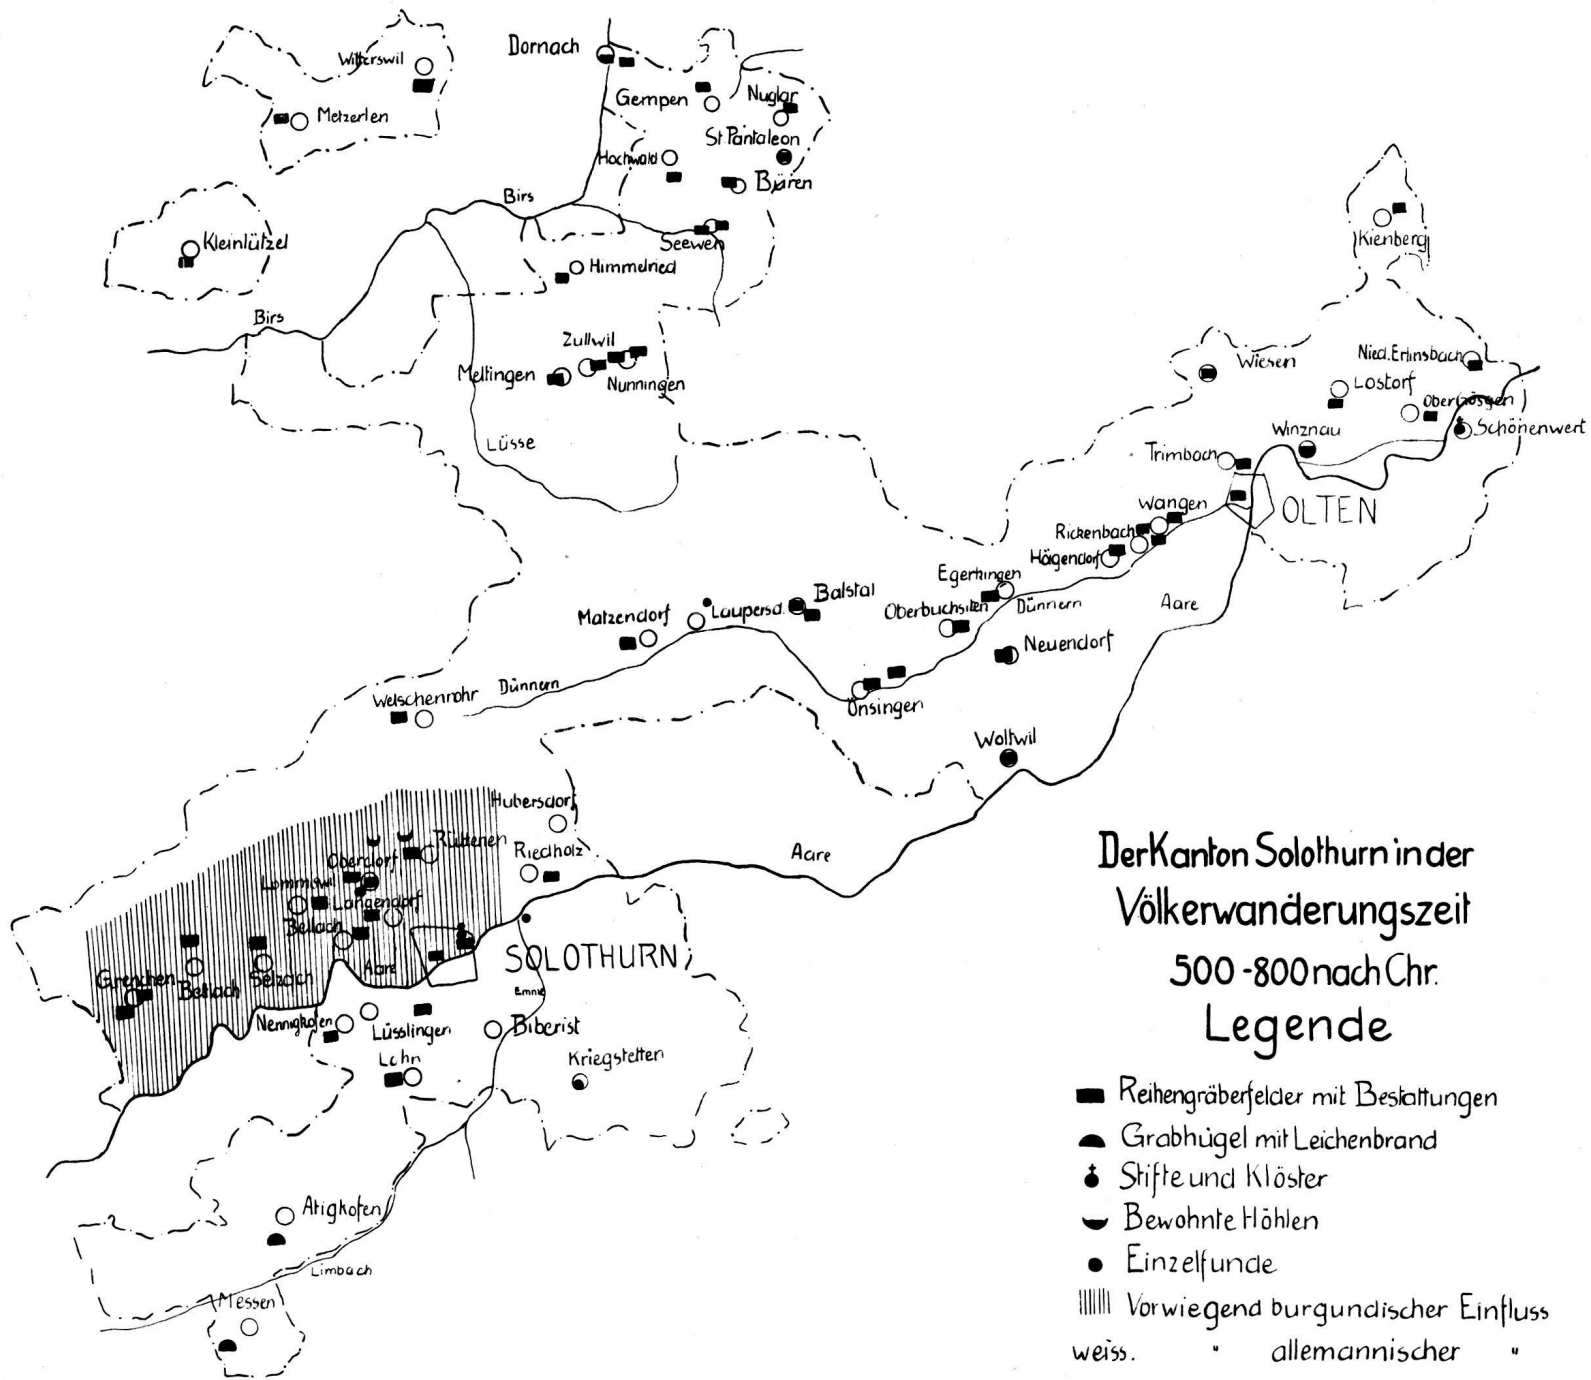 Witterswil
Metzerlen
Dornach
Gempen
Nuglar
St. Pantaleon
Hochwald
Büren
Birs
Seewen
Kleinlützel
Himmelried
Birs
Zullwil
Meltingen
Nunningen
Lüsse
Kienberg
Wiesen
Nied. Erlinsbach
Lostorf
Obergösgen
Schönenwert
Winznau
Trimbach
OLTEN
Wangen
Rickenbach
Hägendorf
Egerkingen
Oberbuchsiten
Dünnern
Aare
Neuendorf
Balstal
Matzendorf
Laupersd.
Welschenrohr
Dünnern
Önsingen
Wolfwil
Hubersdorf
Rüttenen
Riedholz
Oberdorf
Lommiswil
Langendorf
Bellach
Aare
Aare
SOLOTHURN
Grenchen
Bettlach
Selzach
Emme
Nennigkofen
Lüsslingen
Biberist
Lohn
Kriegstetten
Ätigkofen
Limbach
Messen
Der Kanton Solothurn in der
Völkerwanderungszeit
500-800 nach Chr.
Legende
Reihengräberfelder mit Bestattungen
Grabhügel mit Leichenbrand
Stifte und Klöster
Bewohnte Höhlen
Einzelfunde
Vorwiegend burgundischer Einfluss
weiss. " allemannischer "